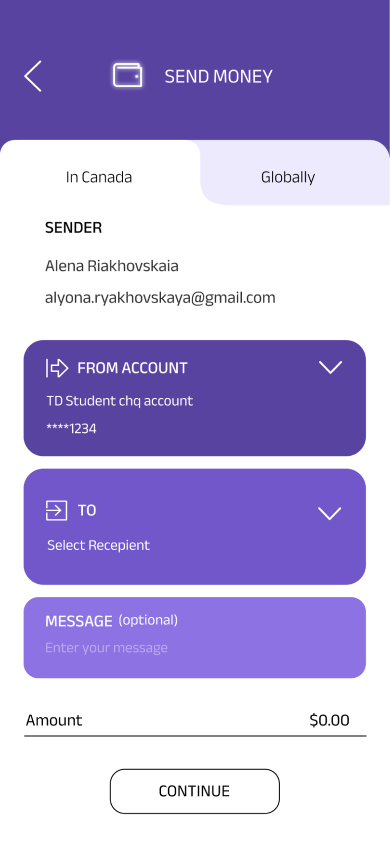 SEND MONEY
In Canada
Globally
SENDER
Alena Riakhovskaia
alyona.ryakhovskaya@gmail.com
FROM ACCOUNT
TD Student chq account
****1234
TO
Select Recepient
MESSAGE (optional)
Enter your message
Amount $0.00
CONTINUE